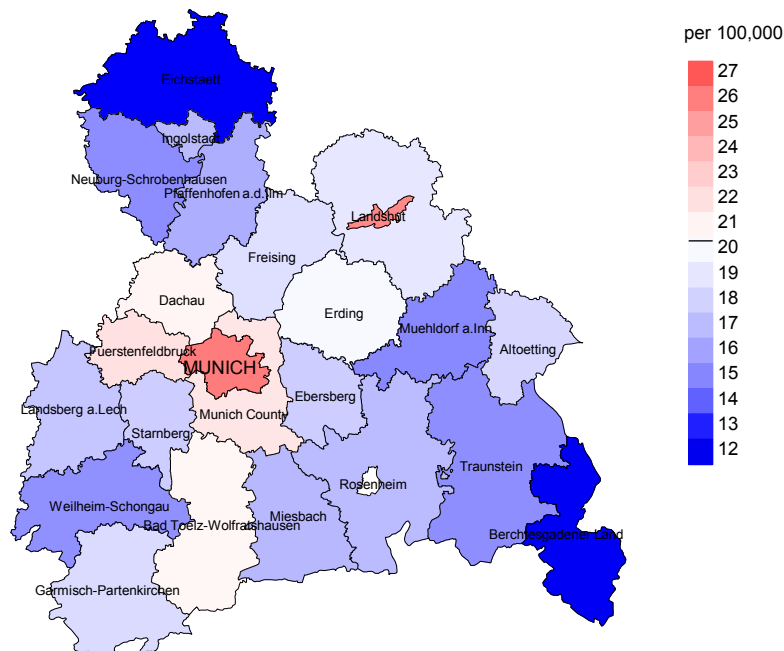 per 100,000
27
26
25
24
23
22
21
20
19
18
17
16
15
14
13
12
Eichstaett
Ingolstadt
Neuburg-Schrobenhausen
Pfaffenhofen a.d.Ilm
Landshut
Freising
Dachau
Erding
Muehldorf a.Inn
Altoetting
Fuerstenfeldbruck
MUNICH
Ebersberg
Landsberg a.Lech
Munich County
Starnberg
Traunstein
Rosenheim
Weilheim-Schongau
Miesbach
Bad Toelz-Wolfratshausen
Berchtesgadener Land
Garmisch-Partenkirchen